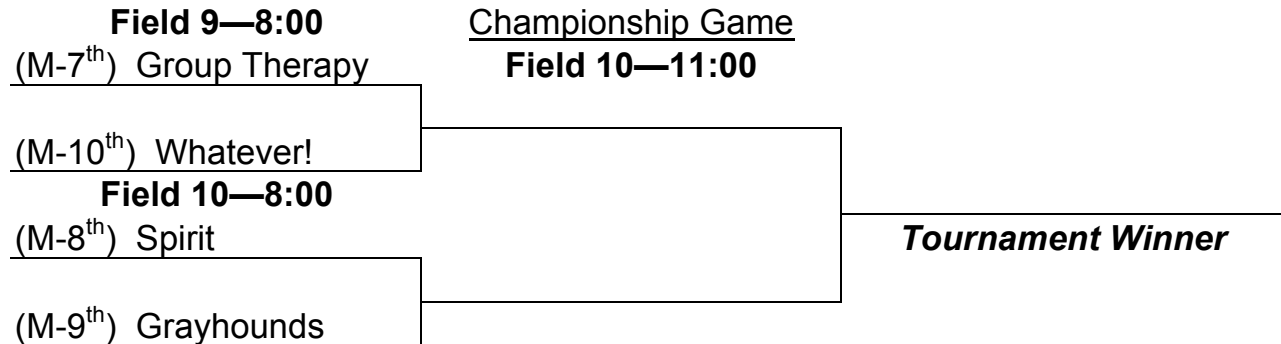 Field 9—8:00 Championship Game
(M-7th) Group Therapy Field 10—11:00
(M-10th) Whatever!
Field 10—8:00
(M-8th) Spirit Tournament Winner
(M-9th) Grayhounds